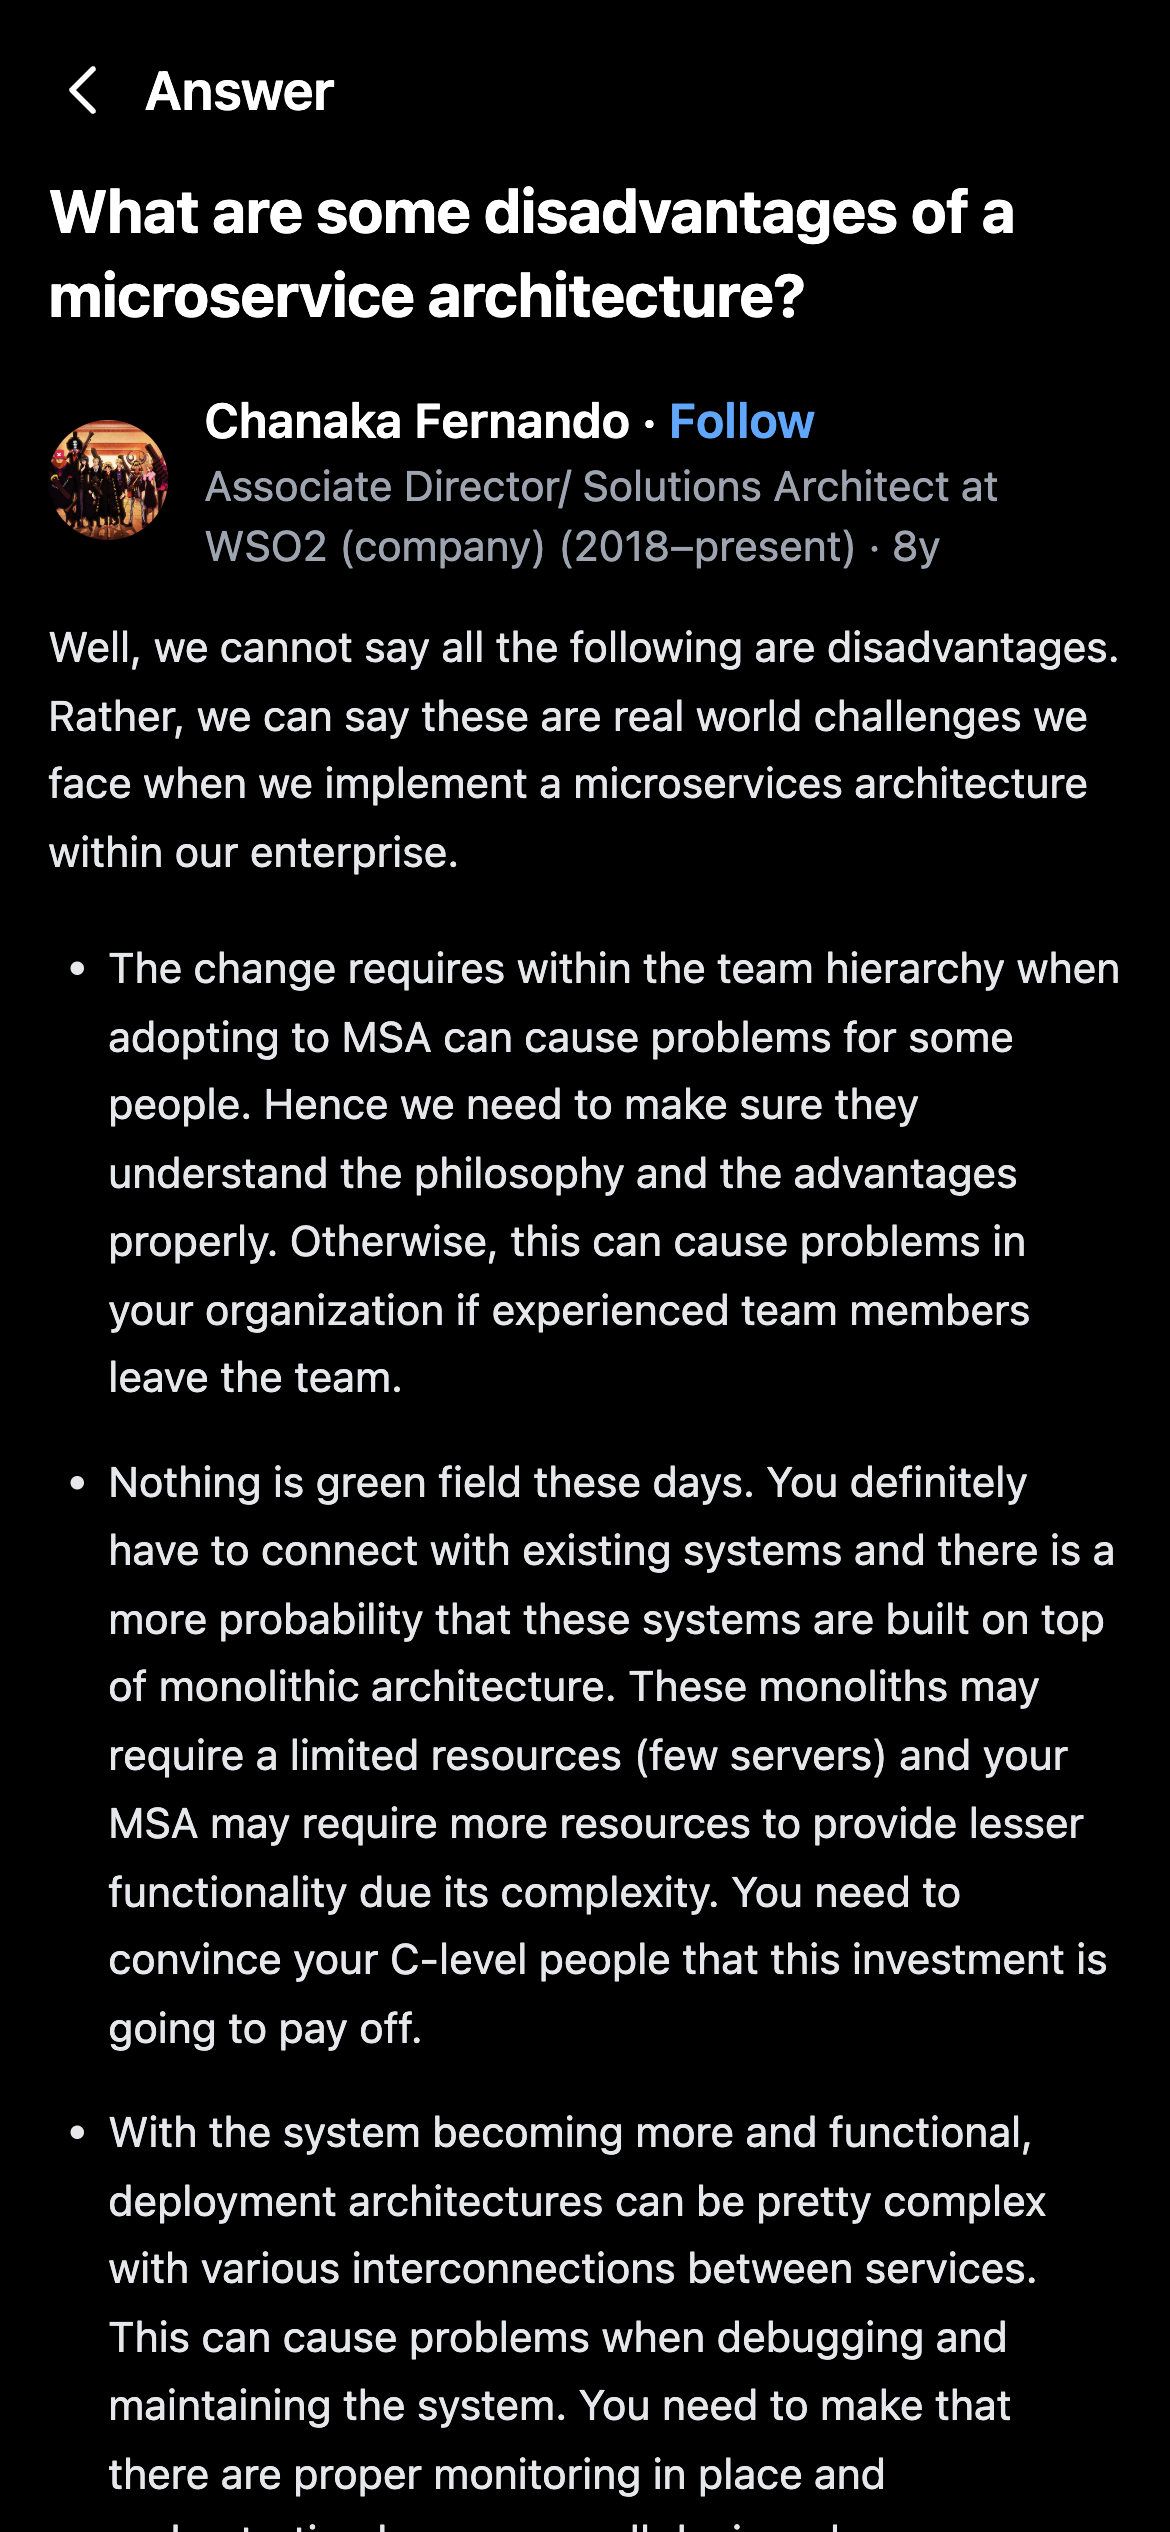 Answer
What are some disadvantages of a
microservice architecture?
Chanaka Fernando · Follow
Associate Director/ Solutions Architect at
WSO2 (company) (2018–present) · 8y
Well, we cannot say all the following are disadvantages.
Rather, we can say these are real world challenges we
face when we implement a microservices architecture
within our enterprise.
• The change requires within the team hierarchy when
adopting to MSA can cause problems for some
people. Hence we need to make sure they
understand the philosophy and the advantages
properly. Otherwise, this can cause problems in
your organization if experienced team members
leave the team.
• Nothing is green field these days. You definitely
have to connect with existing systems and there is a
more probability that these systems are built on top
of monolithic architecture. These monoliths may
require a limited resources (few servers) and your
MSA may require more resources to provide lesser
functionality due its complexity. You need to
convince your C-level people that this investment is
going to pay off.
• With the system becoming more and functional,
deployment architectures can be pretty complex
with various interconnections between services.
This can cause problems when debugging and
maintaining the system. You need to make that
there are proper monitoring in place and